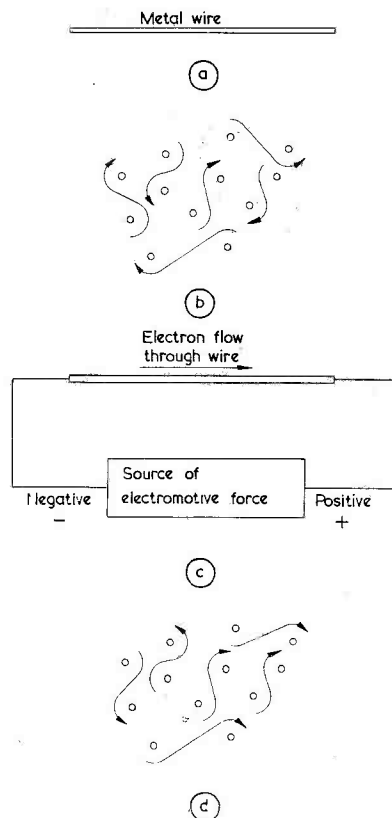 Metal wire
a
b
Electron flow
through wire
Source of
electromotive force
Negative
-
Positive
+
c
d